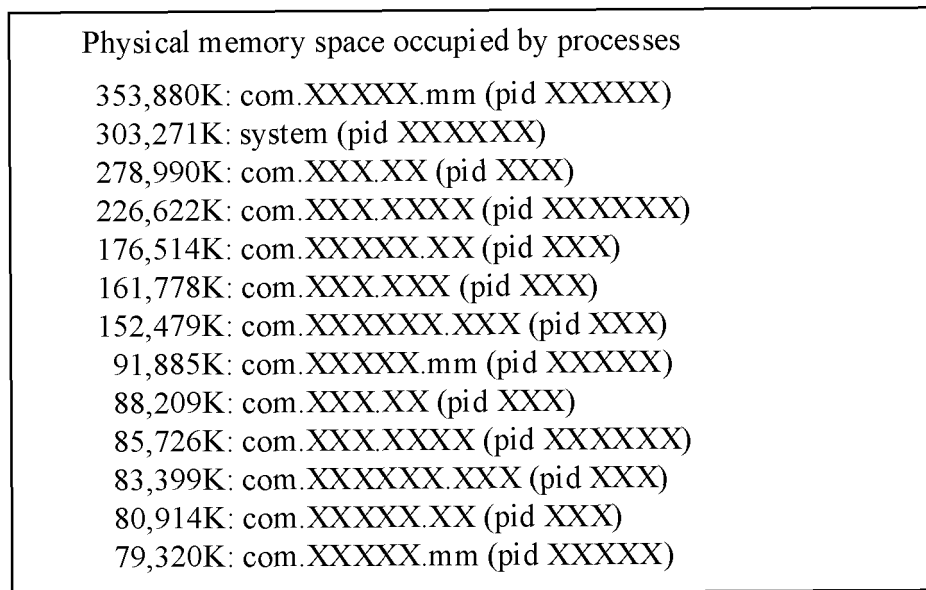 Physical memory space occupied by processes
353,880K: com.XXXXX.mm (pid XXXXX)
303,271K: system (pid XXXXXX)
278,990K: com.XXX.XX (pid XXX)
226,622K: com.XXX.XXXX (pid XXXXXX)
176,514K: com.XXXXX.XX (pid XXX)
161,778K: com.XXX.XXX (pid XXX)
152,479K: com.XXXXXX.XXX (pid XXX)
91,885K: com.XXXXX.mm (pid XXXXX)
88,209K: com.XXX.XX (pid XXX)
85,726K: com.XXX.XXXX (pid XXXXXX)
83,399K: com.XXXXXX.XXX (pid XXX)
80,914K: com.XXXXX.XX (pid XXX)
79,320K: com.XXXXX.mm (pid XXXXX)